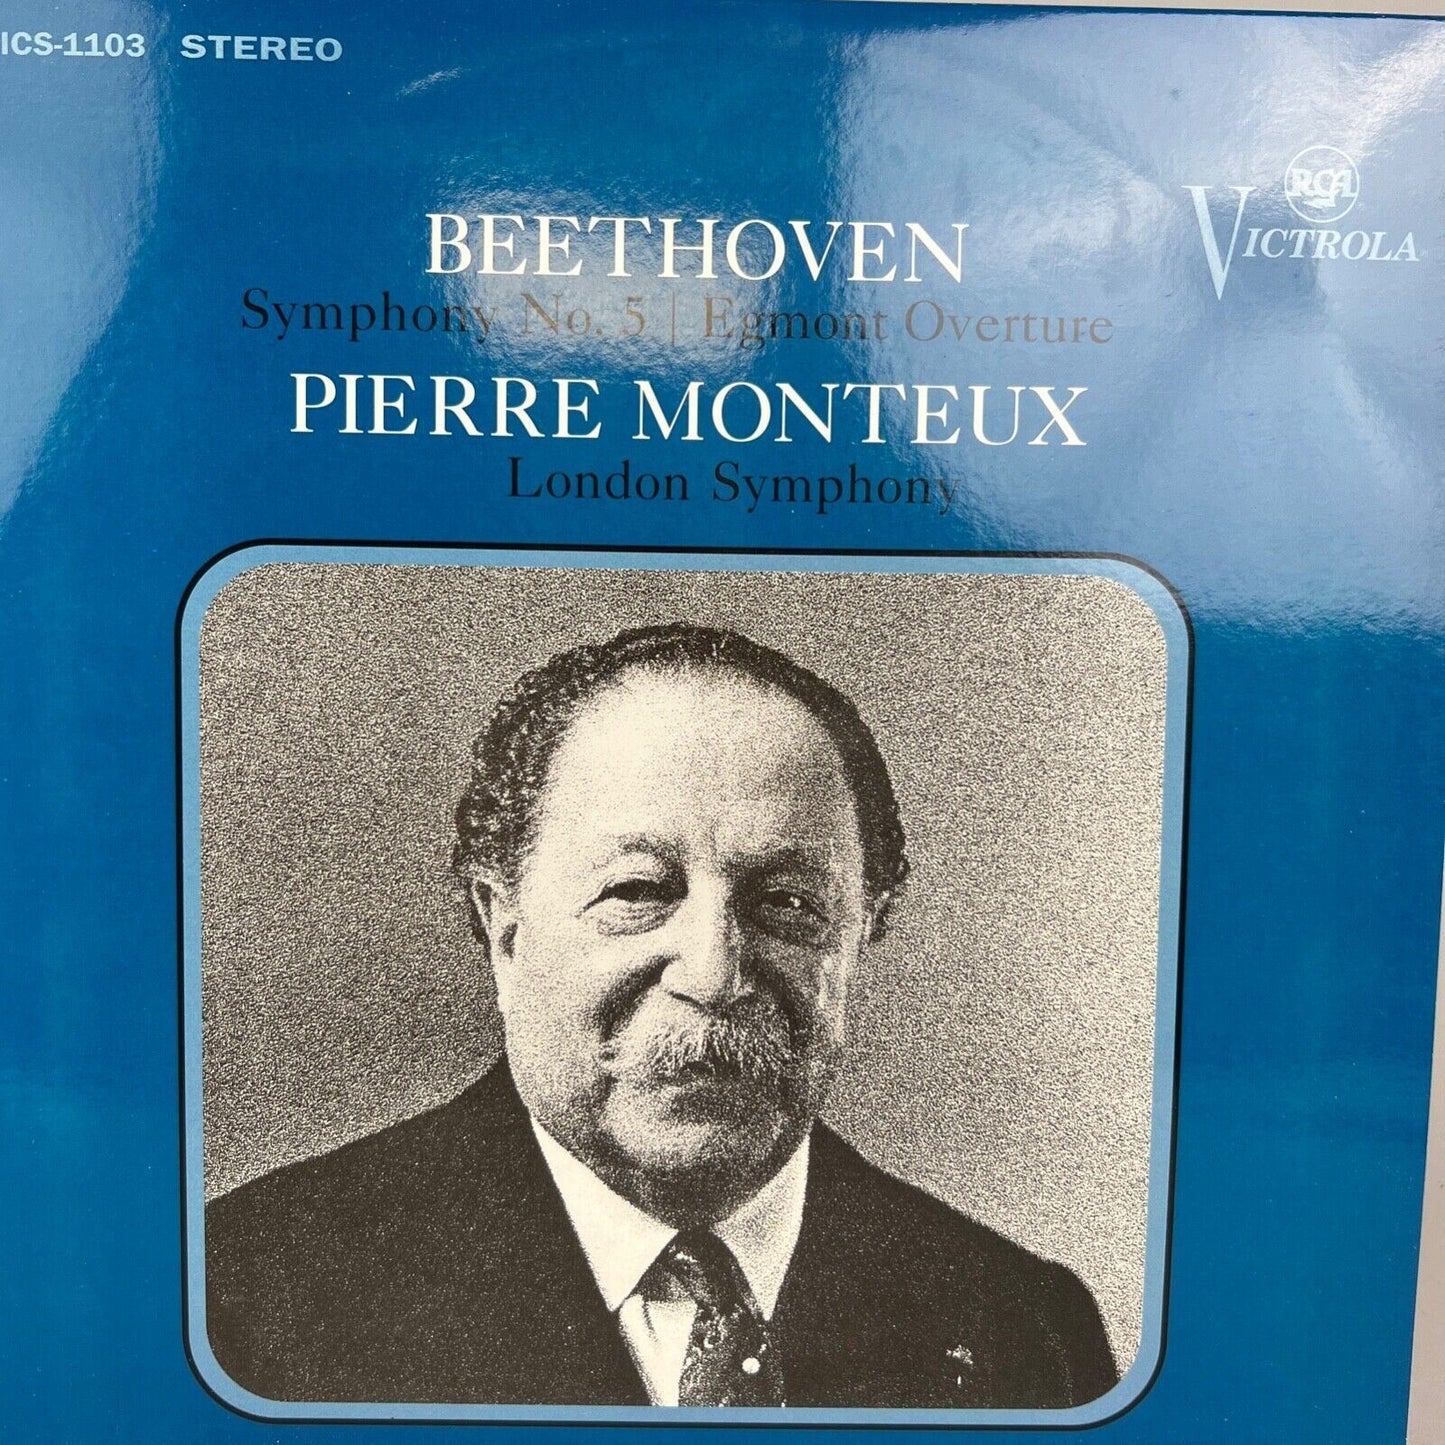 ICS-1103 STEREO
RCA
VICTROLA
BEETHOVEN
Symphony No. 5 | Egmont Overture
PIERRE MONTEUX
London Symphony